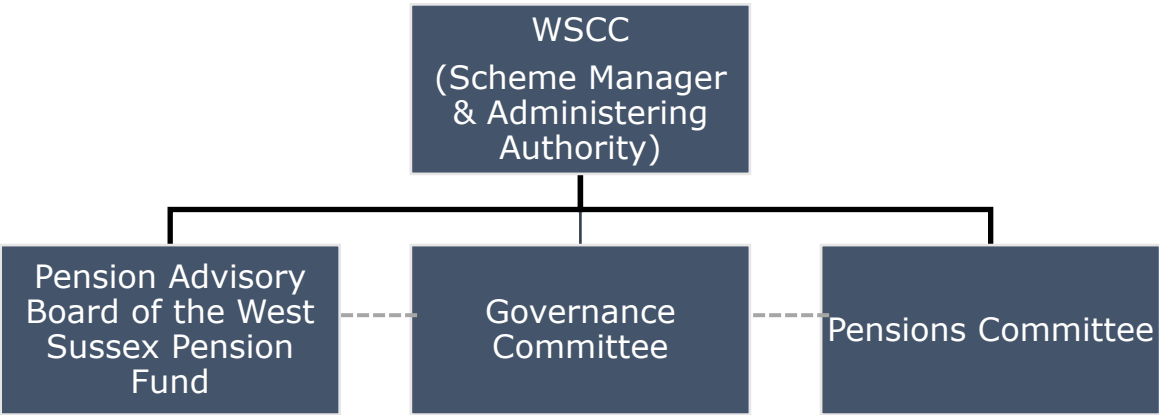 WSCC
(Scheme Manager
& Administering
Authority)
Pension Advisory
Board of the West
Sussex Pension
Fund
Governance
Committee
Pensions Committee